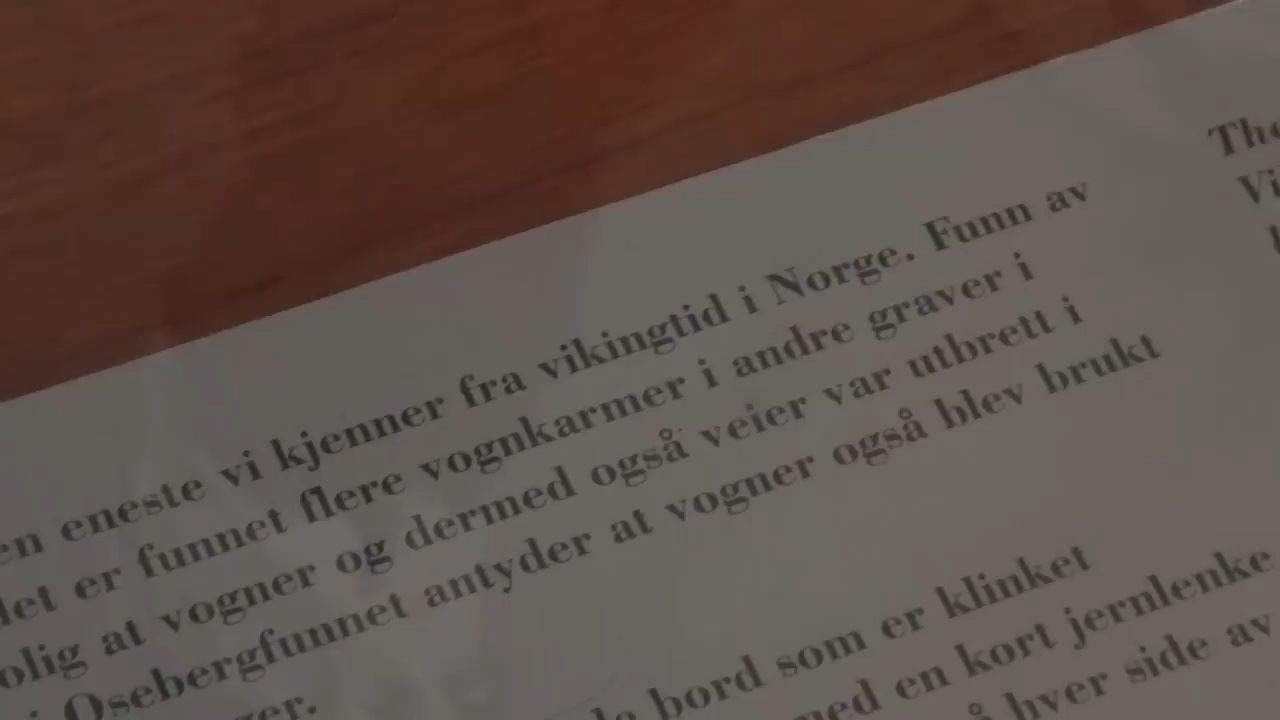 en eneste vi kjenner fra vikingtid i Norge. Funn av
det er funnet flere vognkarmer i andre graver i
olig at vogner og dermed også veier var utbrett i
i Osebergfunnet antyder at vogner også blev brukt
bord som er klinket
med en kort jernlenke
på hver side av
The